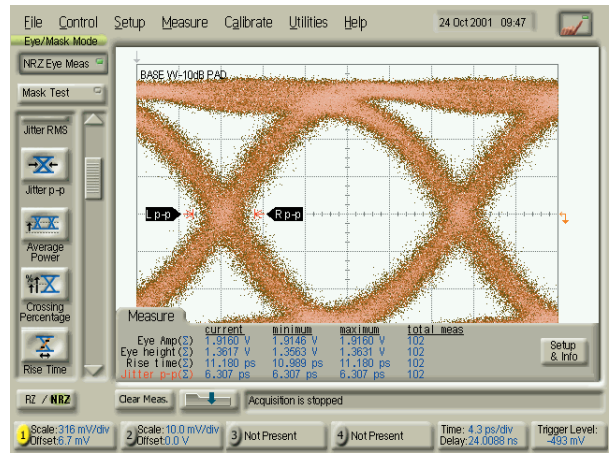 File Control Setup Measure Calibrate Utilities Help 24 Oct 2001 09:47
Eye/Mask Mode
NRZ Eye Meas
Mask Test
Jitter RMS
Jitter p-p
Average
Power
Crossing
Percentage
Rise Time
BASE W-10dB PAD
L p-p
R p-p
Measure
current minimum maximum total meas
Eye Amp(Σ) 1.9160 V 1.9146 V 1.9160 V 102
Eye height(Σ) 1.3617 V 1.3563 V 1.3631 V 102
Rise time(Σ) 11.180 ps 10.989 ps 11.180 ps 102
Jitter p-p(Σ) 6.307 ps 6.307 ps 6.307 ps 102
Setup
& Info
RZ / NRZ
Clear Meas.
Acquisition is stopped
1 Scale:316 mV/div
Offset:6.7 mV
2 Scale:10.0 mV/div
Offset:0.0 V
3 Not Present
4 Not Present
Time: 4.3 ps/div
Delay:24.0088 ns
Trigger Level:
-493 mV